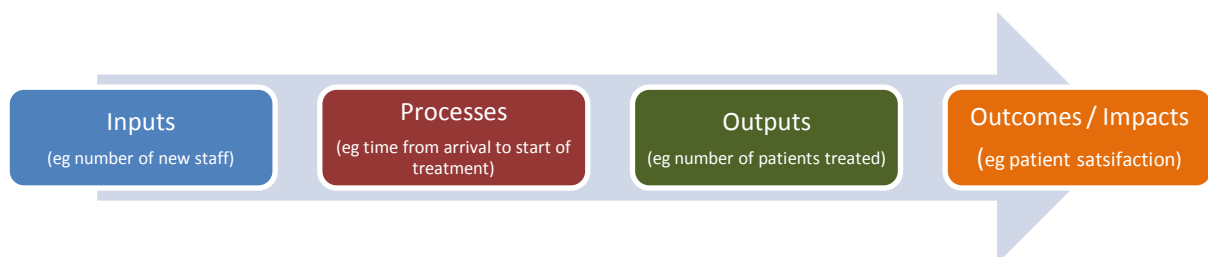 Inputs
(eg number of new staff)
Processes
(eg time from arrival to start of
treatment)
Outputs
(eg number of patients treated)
Outcomes / Impacts
(eg patient satsifaction)